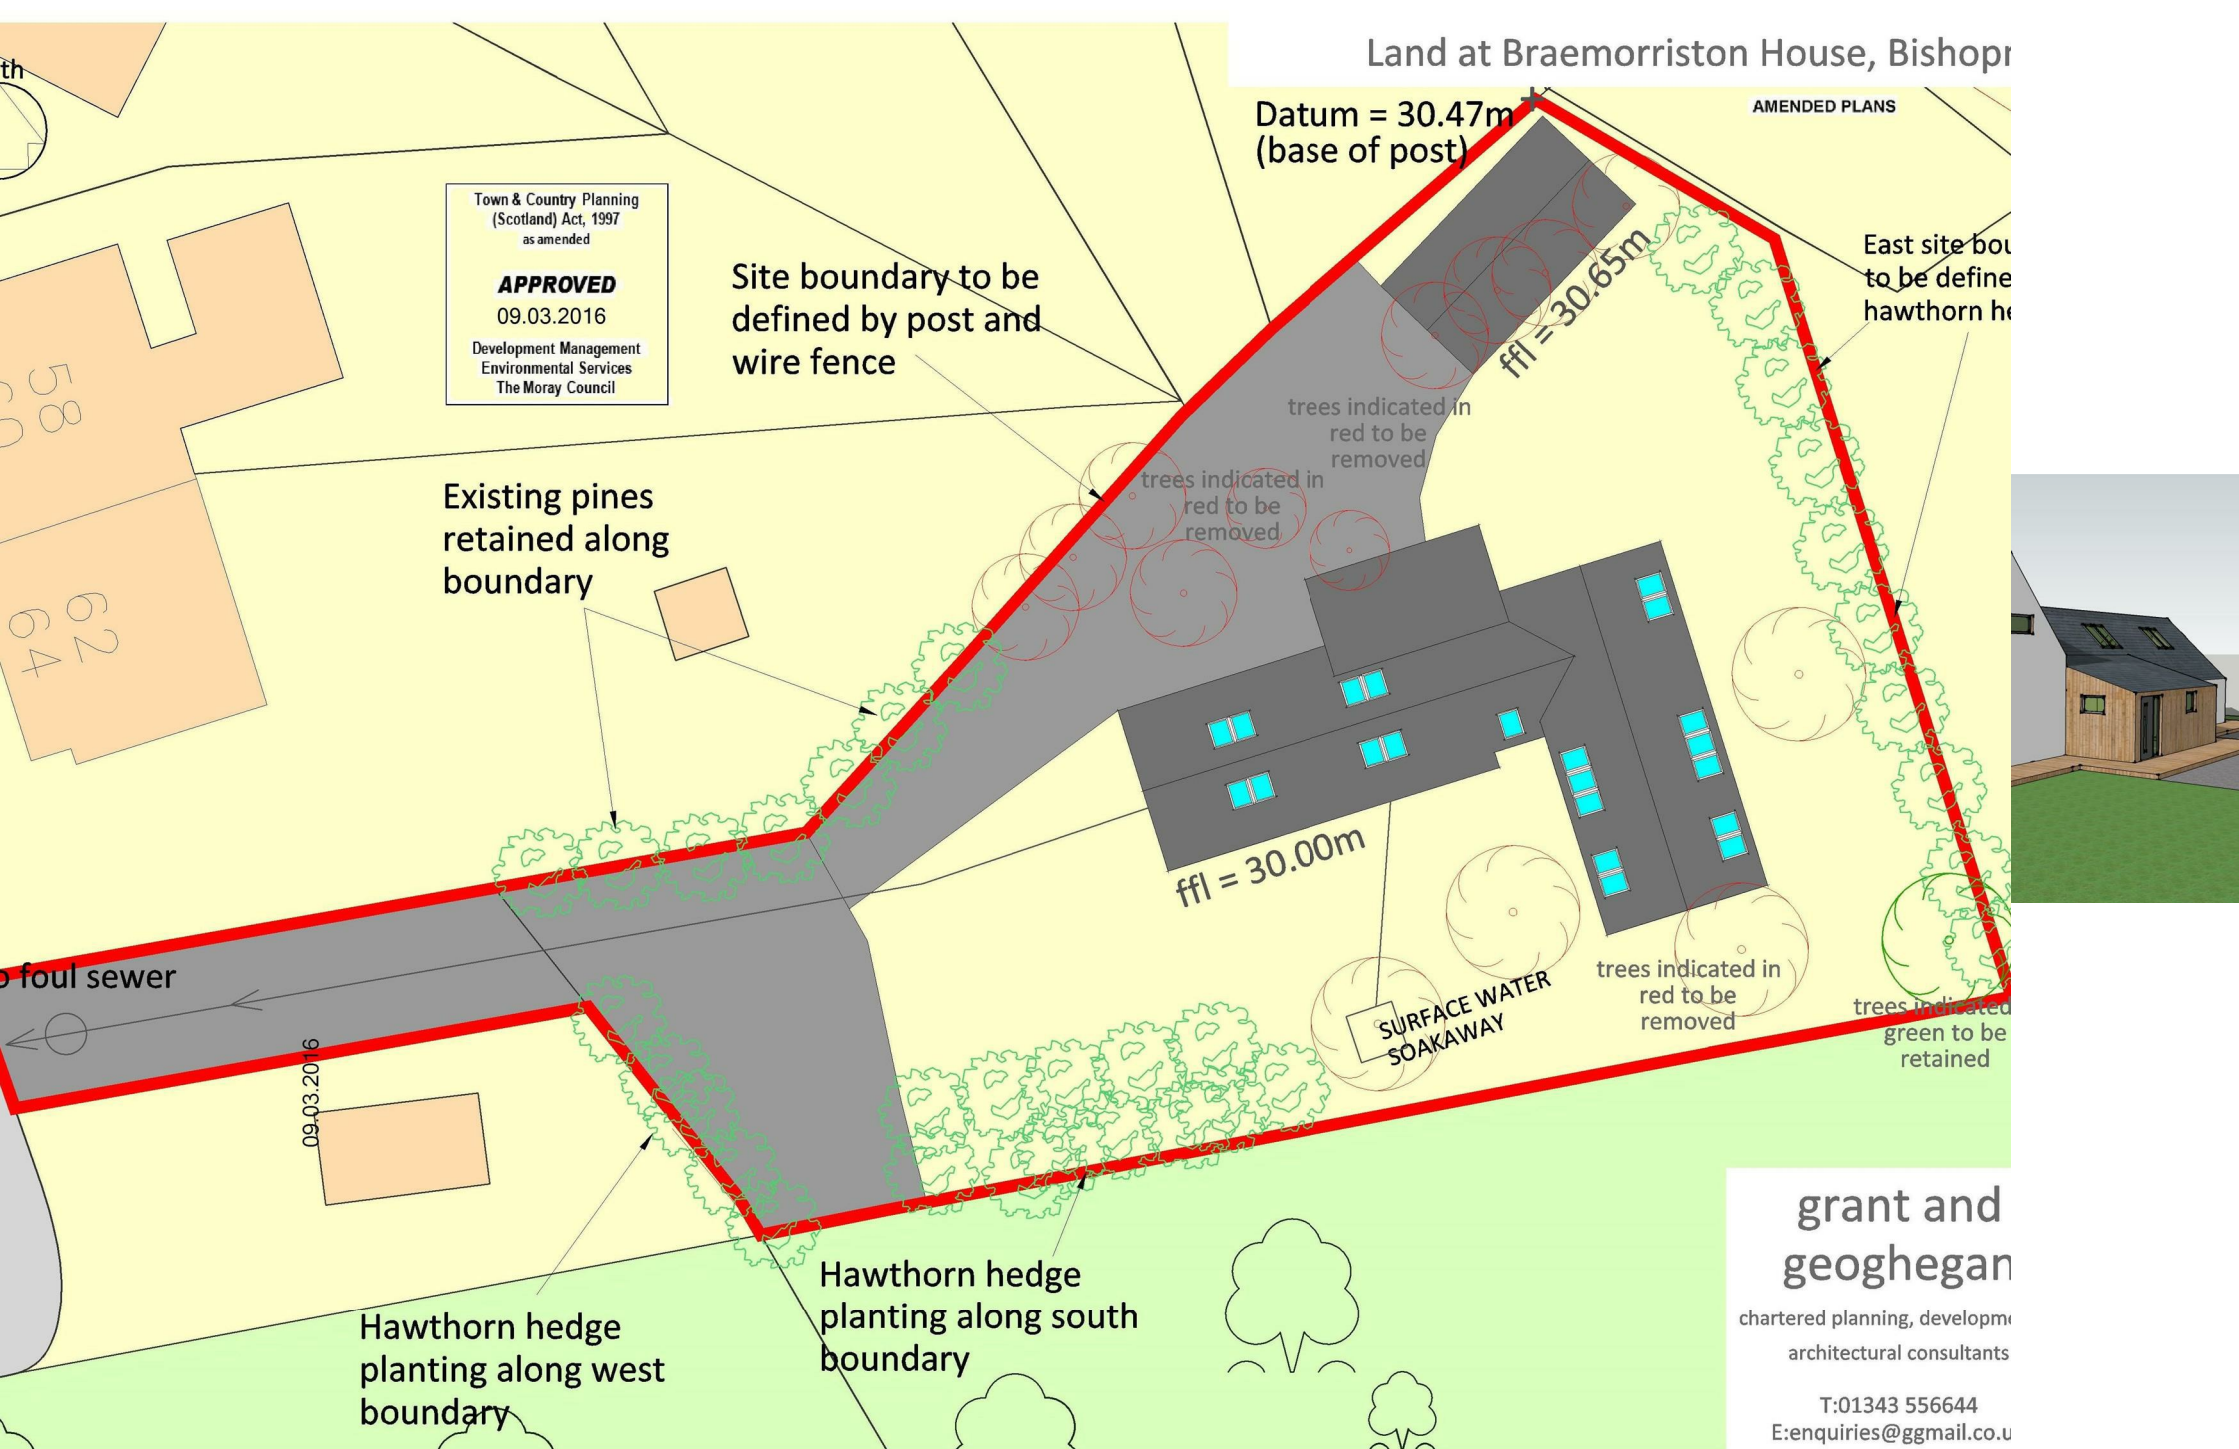 Land at Braemorriston House,
th
Datum = 30.47m
(base of post)
AMENDED PLANS
Town & Country Planning
(Scotland) Act, 1997
as amended
APPROVED
09.03.2016
Development Management
Environmental Services
The Moray Council
Site boundary to be
defined by post and
wire fence
East site
to be
hawthorn
ffl = 30.65m
58
60
62
64
trees indicated in
red to be
removed
trees indicated in
red to be
removed
Existing pines
retained along
boundary
ffl = 30.00m
foul sewer
SURFACE WATER
SOAKAWAY
trees indicated in
red to be
removed
trees indicated
green to be
retained
09.03.2016
Hawthorn hedge
planting along west
boundary
Hawthorn hedge
planting along south
boundary
grant and
geoghegan
chartered planning,
architectural consultants
T:01343 556644
E:enquiries@ggmail.co.u